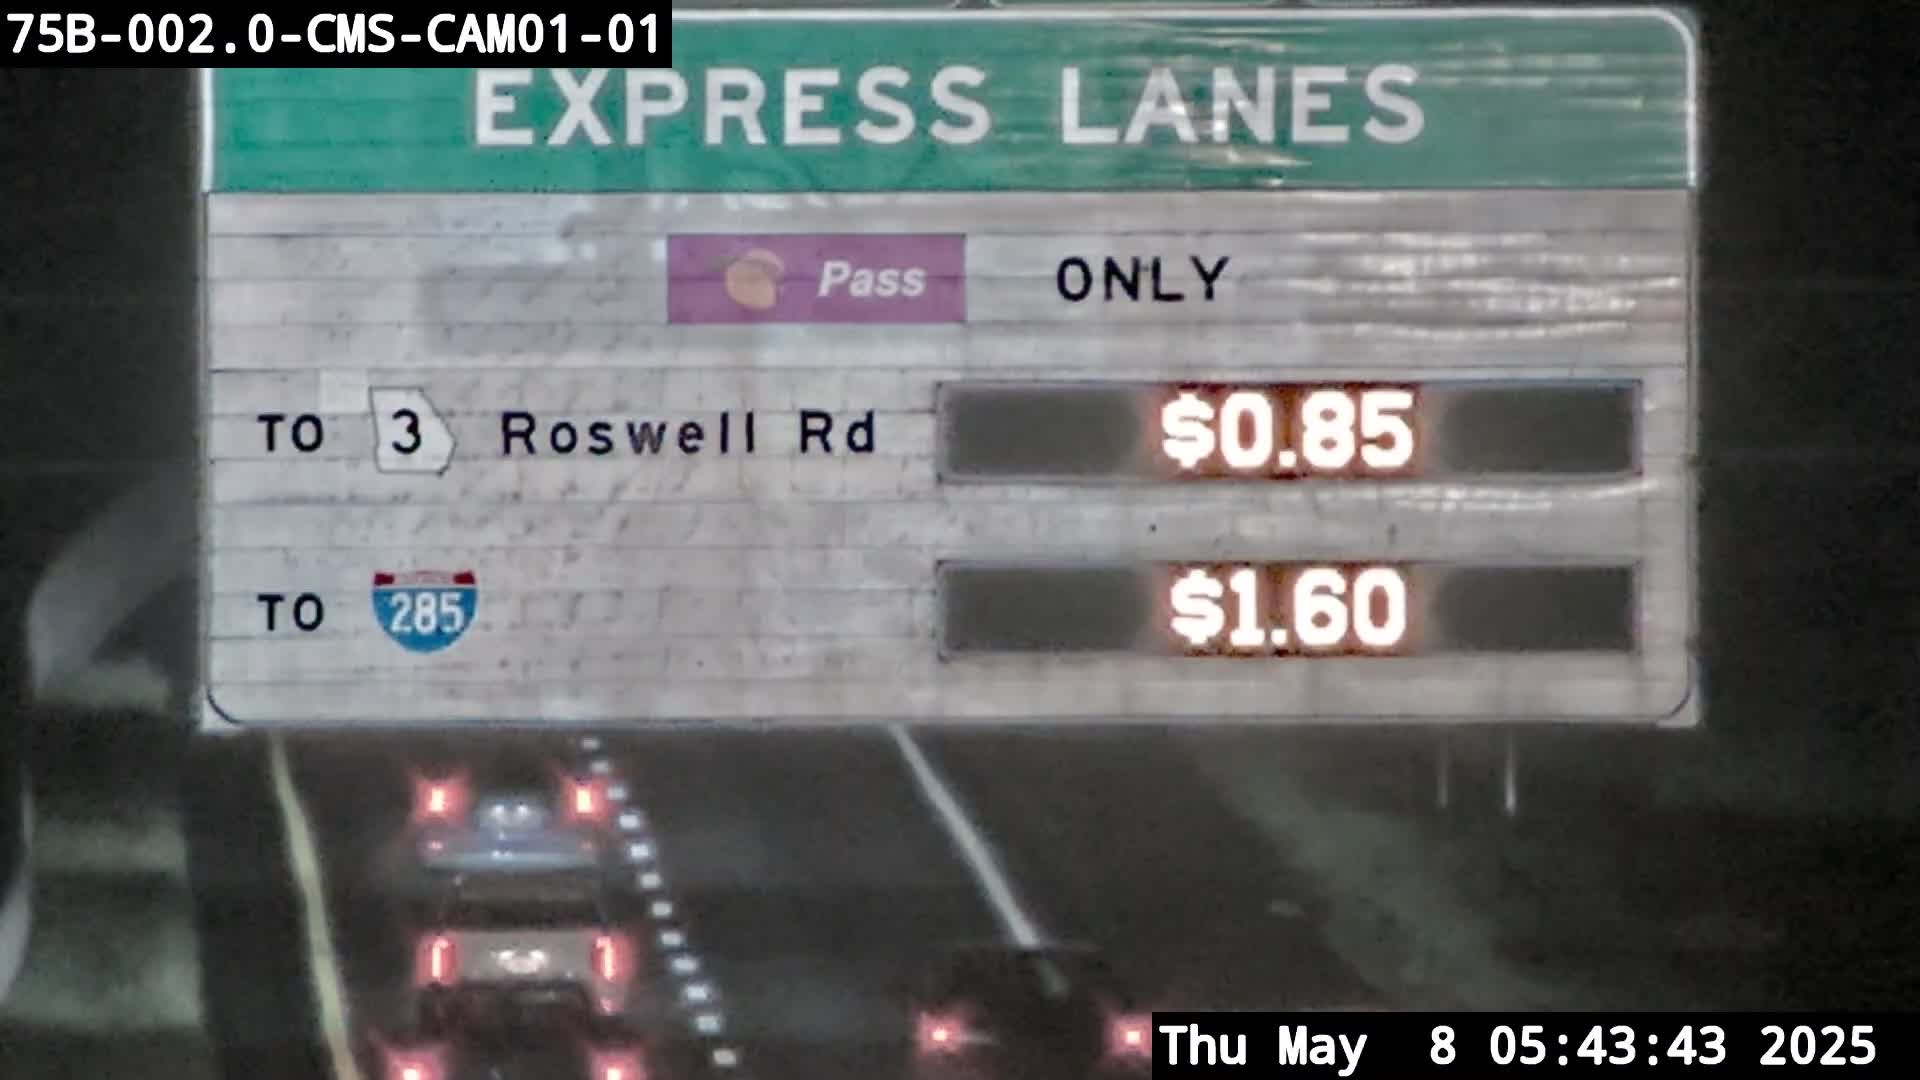 75B-002.0-CMS-CAM01-01
EXPRESS LANES
Pass ONLY
TO 3 Roswell Rd $0.85
TO 285 $1.60
Thu May 8 05:43:43 2025